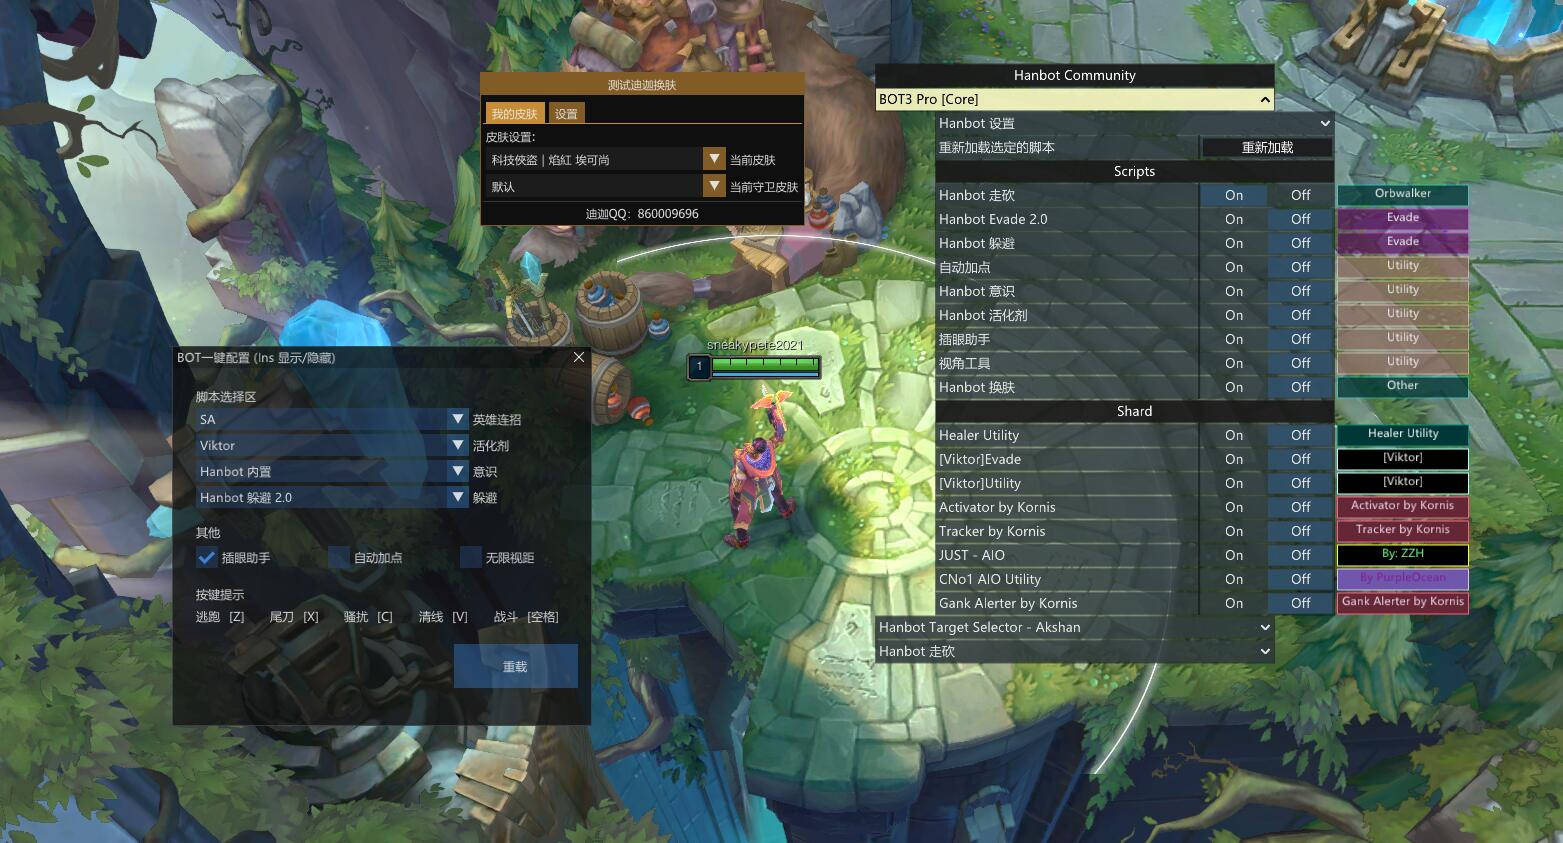 测试迪迦换肤
我的皮肤 设置
皮肤设置:
科技俠盜 | 焰紅 埃可尚 当前皮肤
默认 当前守卫皮肤
迪迦QQ: 860009696
sneakypete2021
1
BOT一键配置 (Ins 显示/隐藏)
脚本选择区
SA 英雄连招
Viktor 活化剂
Hanbot 内置 意识
Hanbot 躲避 2.0 躲避
其他
插眼助手 自动加点 无限视距
按键提示
逃跑 [Z] 尾刀 [X] 骚扰 [C] 清线 [V] 战斗 [空格]
重载
Hanbot Community
BOT3 Pro [Core]
Hanbot 设置
重新加载选定的脚本 重新加载
Scripts
Hanbot 走砍 On Off Orbwalker
Hanbot Evade 2.0 On Off Evade
Hanbot 躲避 On Off Evade
自动加点 On Off Utility
Hanbot 意识 On Off Utility
Hanbot 活化剂 On Off Utility
插眼助手 On Off Utility
视角工具 On Off Utility
Hanbot 换肤 On Off Other
Shard
Healer Utility On Off Healer Utility
[Viktor]Evade On Off [Viktor]
[Viktor]Utility On Off [Viktor]
Activator by Kornis On Off Activator by Kornis
Tracker by Kornis On Off Tracker by Kornis
JUST - AIO On Off By: ZZH
CNo1 AIO Utility On Off By PurpleOcean
Gank Alerter by Kornis On Off Gank Alerter by Kornis
Hanbot Target Selector - Akshan
Hanbot 走砍